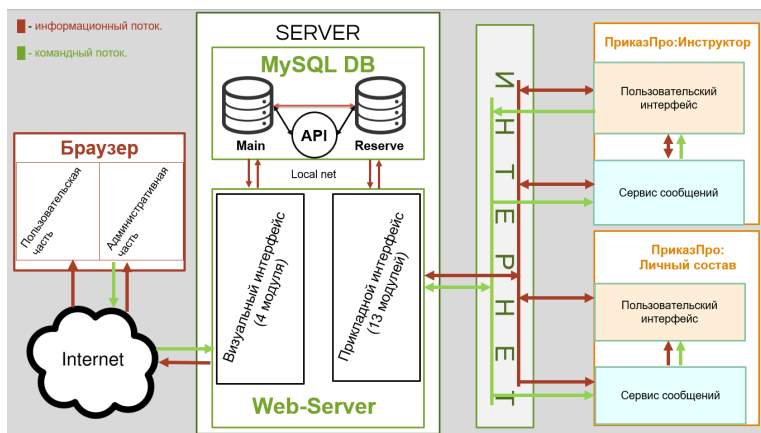 - информационный поток.
- командный поток.
SERVER
MySQL DB
Main
API
Reserve
Local net
Браузер
Пользовательская
часть
Административная
часть
Internet
Визуальный интерфейс
(4 модуля)
Прикладной интерфейс
(13 модулей)
Web-Server
ИНТЕРНЕТ
ПриказПро:Инструктор
Пользовательский
интерфейс
Сервис сообщений
ПриказПро:
Личный состав
Пользовательский
интерфейс
Сервис сообщений